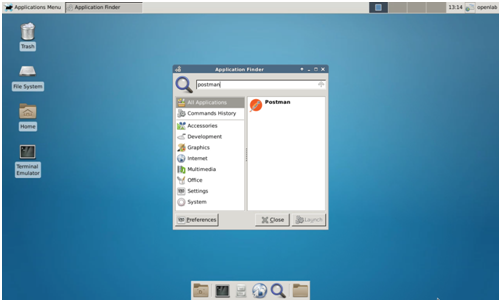 Applications Menu
Application Finder
13:14
openlab
Trash
File System
Home
Terminal
Emulator
Application Finder
postman
All Applications
Commands History
Accessories
Development
Graphics
Internet
Multimedia
Office
Settings
System
Postman
Preferences
Close
Launch